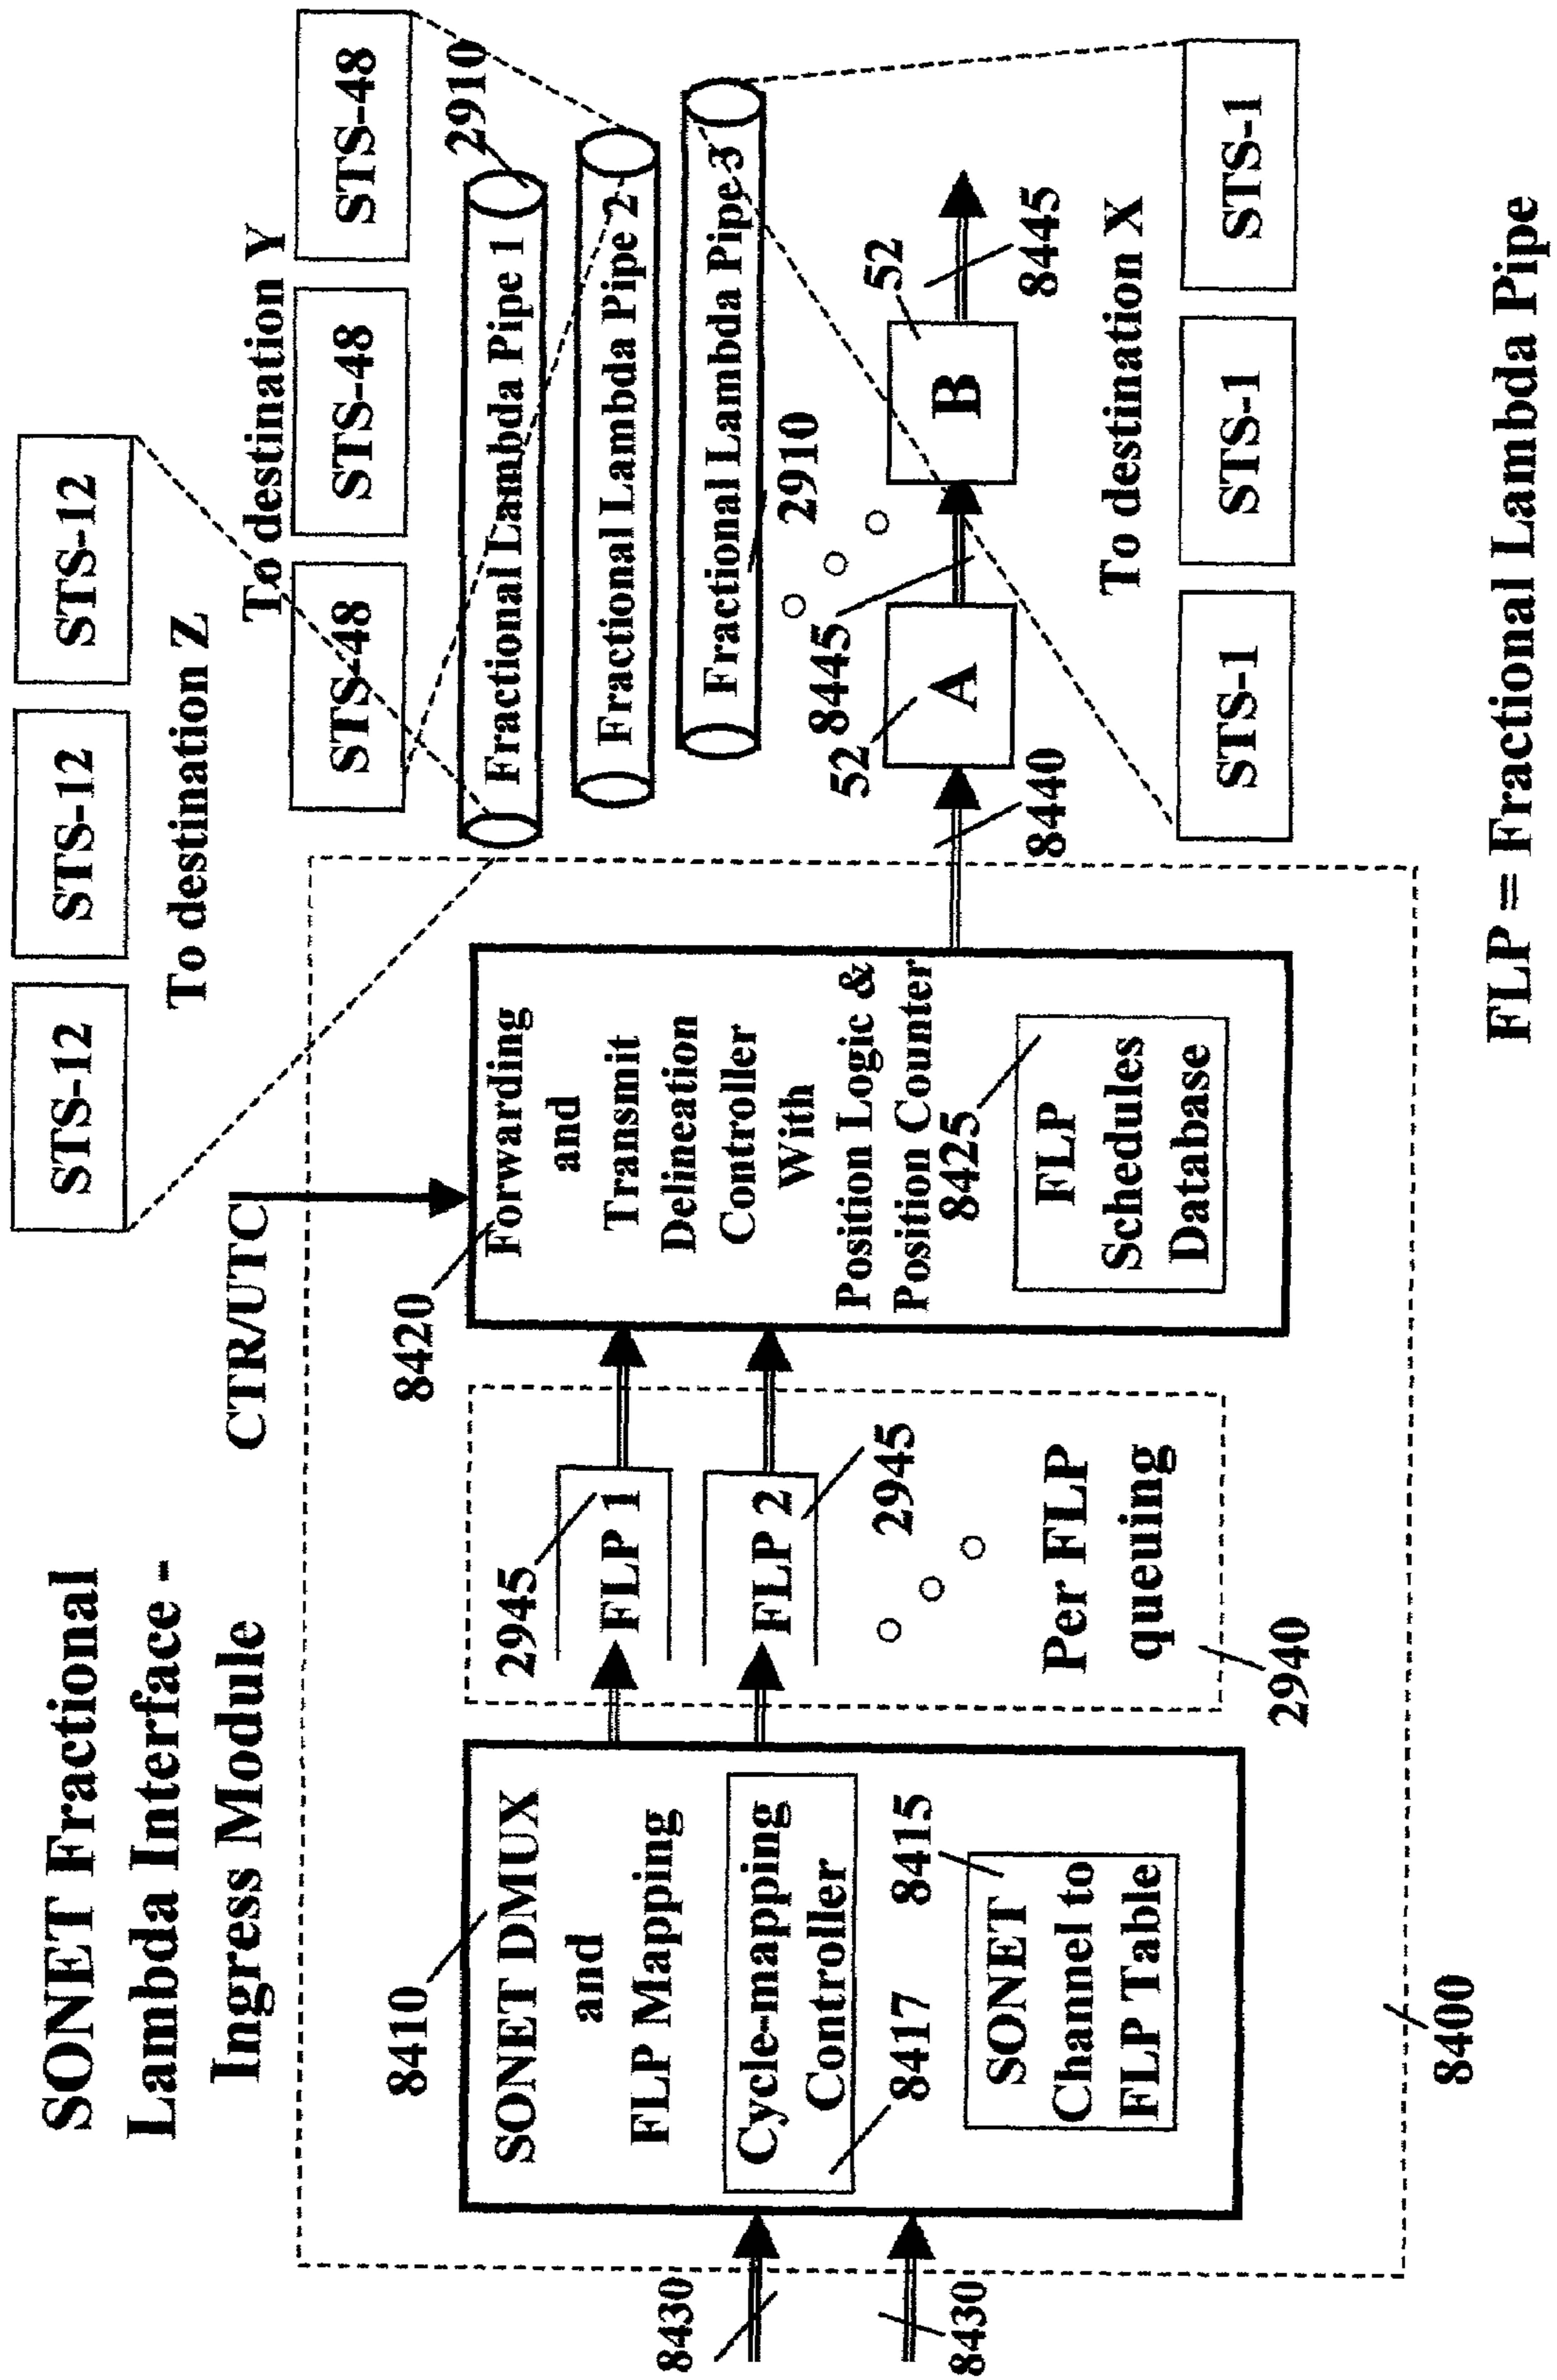 SONET Fractional
Lambda Interface -
Ingress Module
STS-12
STS-12
STS-12
To destination Z
To destination Y
STS-48
STS-48
STS-48
CTR/UTC
8410
SONET DMUX
and
FLP Mapping
Cycle-mapping
Controller
8417
8415
SONET
Channel to
FLP Table
8430
8430
2945
FLP 1
FLP 2
2945
Per FLP
queuing
2940
8420
Forwarding
and
Transmit
Delineation
Controller
With
Position Logic &
Position Counter
8425
FLP
Schedules
Database
2910
Fractional Lambda Pipe 1
Fractional Lambda Pipe 2
Fractional Lambda Pipe 3
2910
8440
52
A
8445
52
B
8445
To destination X
STS-1
STS-1
STS-1
8400
FLP = Fractional Lambda Pipe